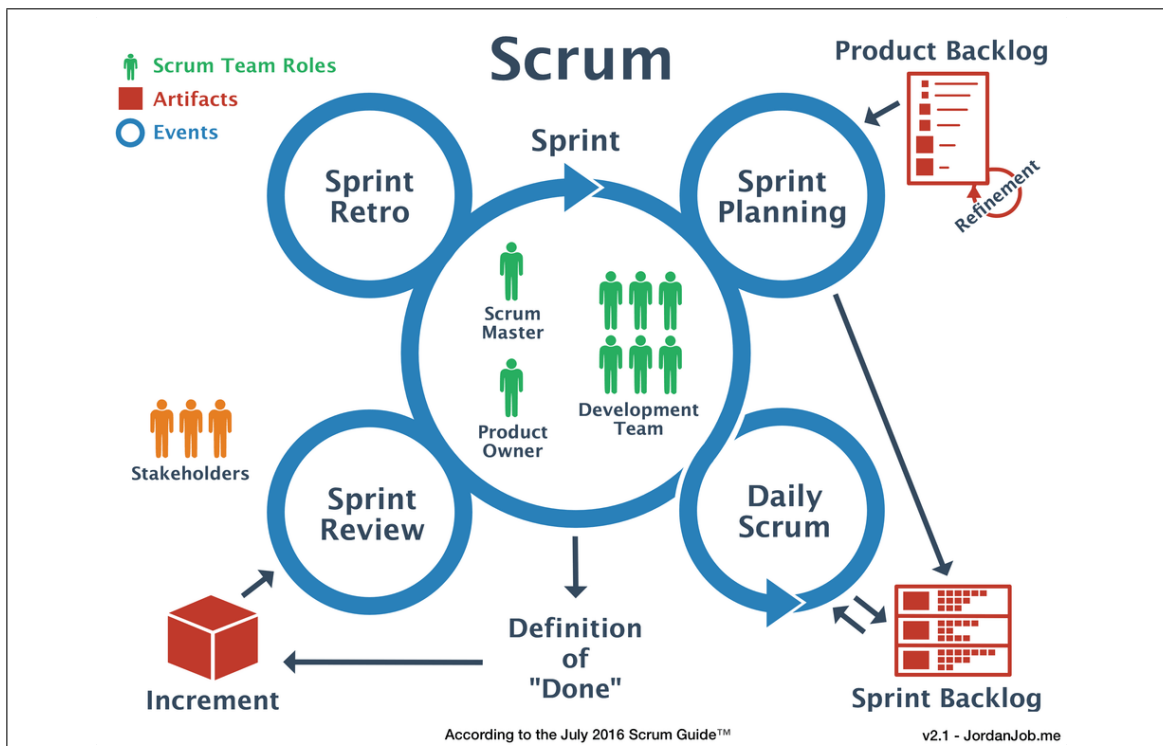 Scrum
Scrum Team Roles
Artifacts
Events
Product Backlog
Refinement
Sprint
Sprint
Retro
Sprint
Planning
Scrum
Master
Product
Owner
Development
Team
Stakeholders
Sprint
Review
Daily
Scrum
Definition
of
"Done"
Increment
Sprint Backlog
According to the July 2016 Scrum Guide™
v2.1 - JordanJob.me